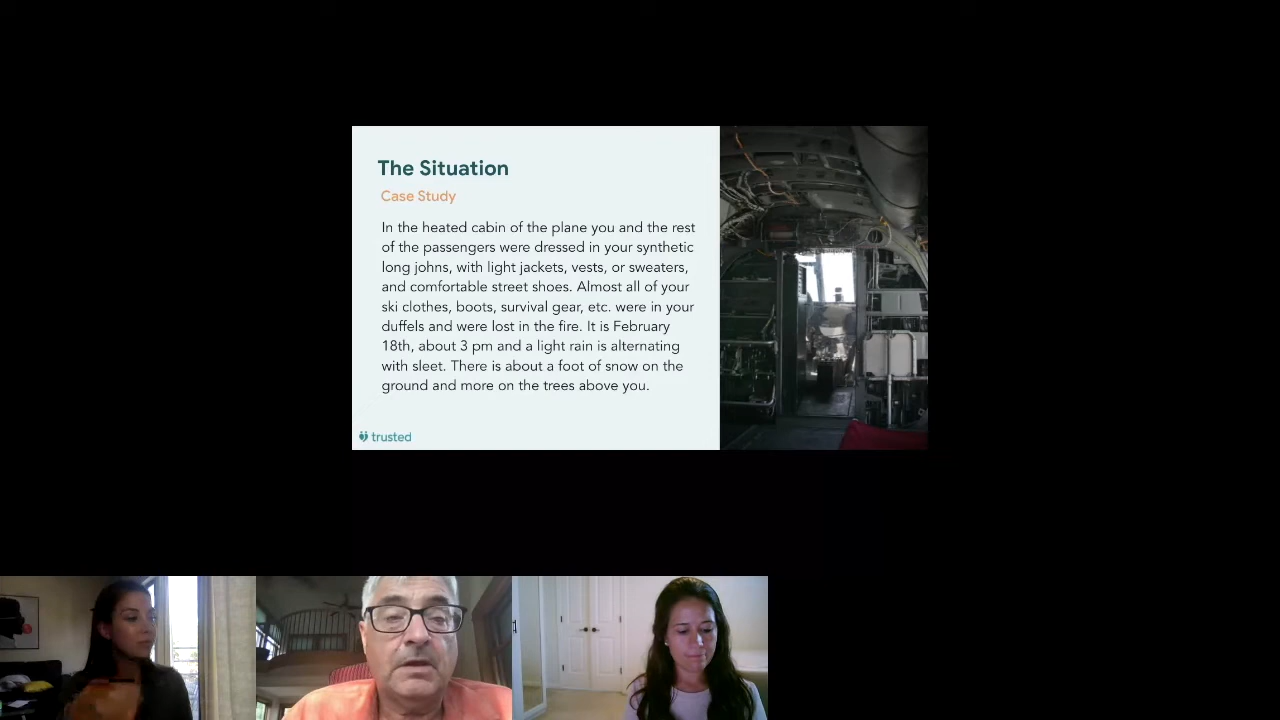 The Situation
Case Study
In the heated cabin of the plane you and the rest
of the passengers were dressed in your synthetic
long johns, with light jackets, vests, or sweaters,
and comfortable street shoes. Almost all of your
ski clothes, boots, survival gear, etc. were in your
duffels and were lost in the fire. It is February
18th, about 3 pm and a light rain is alternating
with sleet. There is about a foot of snow on the
ground and more on the trees above you.
trusted